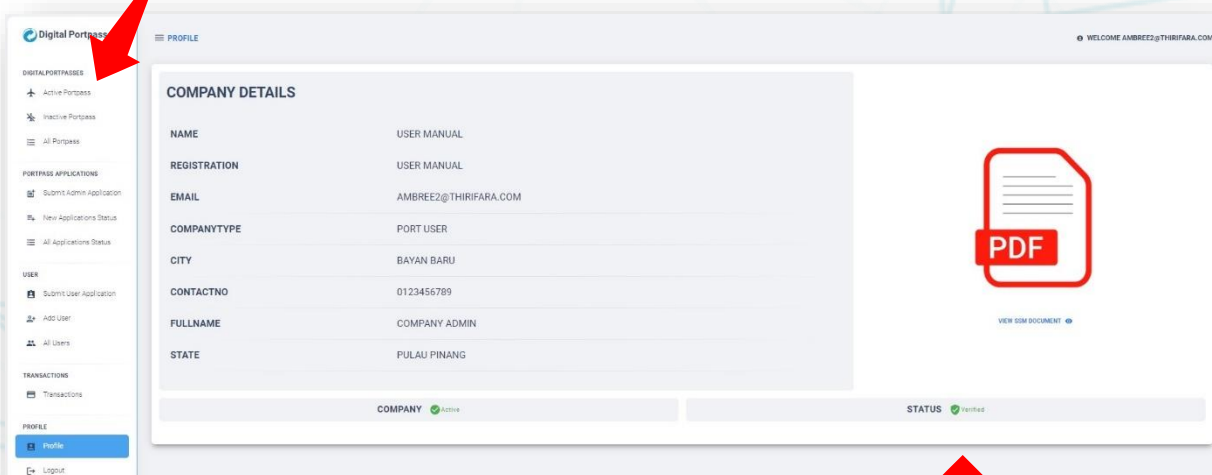 Digital Portpass
PROFILE
WELCOME AMBREE2@THIRIFARA.COM
DIGITALPORTPASSES
Active Portpass
Inactive Portpass
All Portpass
PORTPASS APPLICATIONS
Submit Admin Application
New Applications Status
All Applications Status
USER
Submit User Application
Add User
All Users
TRANSACTIONS
Transactions
PROFILE
Profile
Logout
COMPANY DETAILS
NAME USER MANUAL
REGISTRATION USER MANUAL
EMAIL AMBREE2@THIRIFARA.COM
COMPANYTYPE PORT USER
CITY BAYAN BARU
CONTACTNO 0123456789
FULLNAME COMPANY ADMIN
STATE PULAU PINANG
PDF
VIEW SSM DOCUMENT
COMPANY Active
STATUS Verified